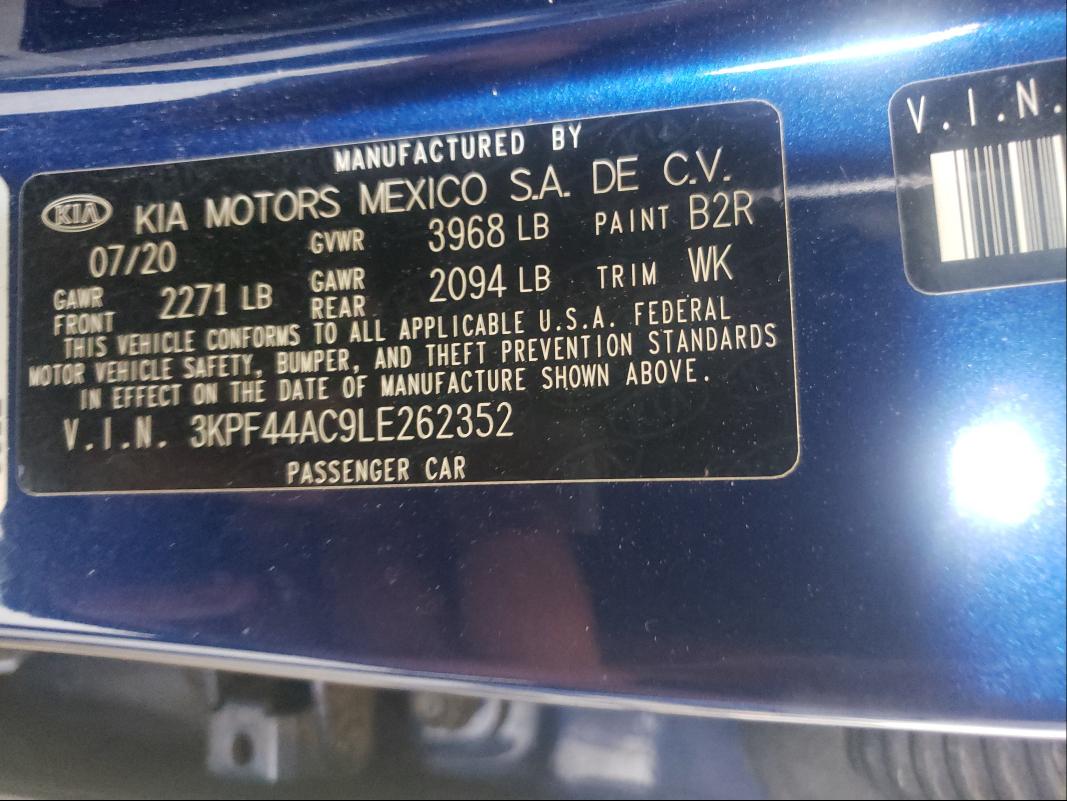 MANUFACTURED BY
KIA KIA MOTORS MEXICO S.A. DE C.V.
07/20 GVWR 3968 LB PAINT B2R
GAWR FRONT 2271 LB GAWR REAR 2094 LB TRIM WK
THIS VEHICLE CONFORMS TO ALL APPLICABLE U.S.A. FEDERAL
MOTOR VEHICLE SAFETY, BUMPER, AND THEFT PREVENTION STANDARDS
IN EFFECT ON THE DATE OF MANUFACTURE SHOWN ABOVE.
V.I.N. 3KPF44AC9LE262352
PASSENGER CAR
V.I.N.